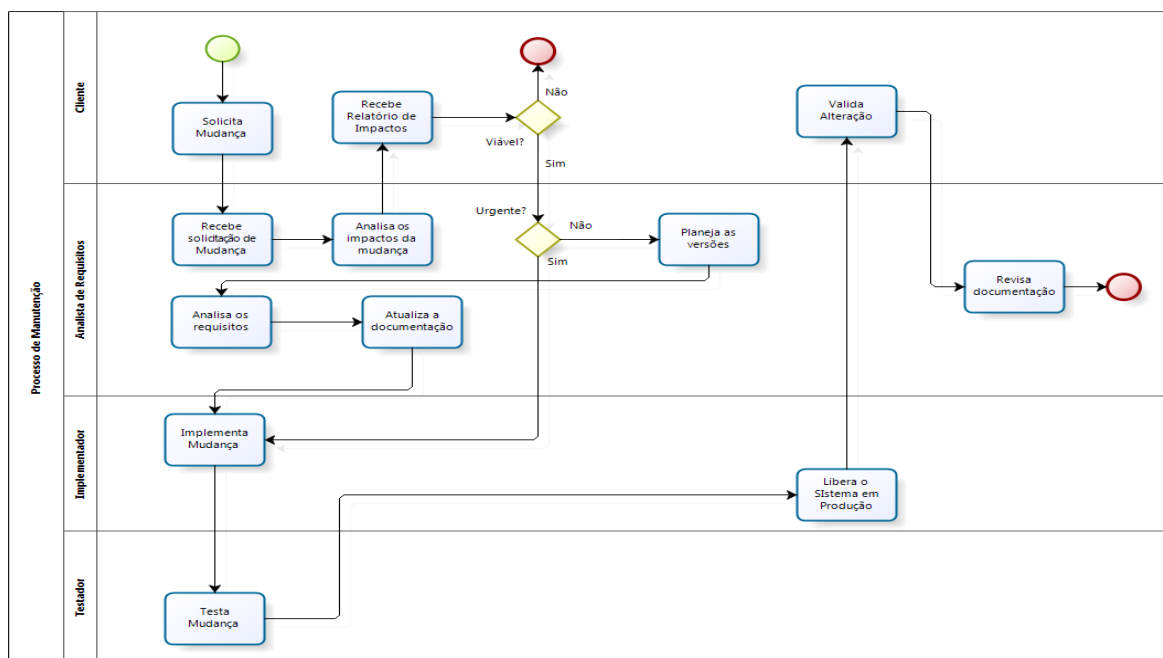 Processo de Manutenção
Cliente
Solicita
Mudança
Recebe
Relatório de
Impactos
Não
Viável?
Sim
Valida
Alteração
Analista de Requisitos
Recebe
solicitação de
Mudança
Analisa os
impactos da
mudança
Urgente?
Não
Sim
Planeja as
versões
Revisa
documentação
Analisa os
requisitos
Atualiza a
documentação
Implementador
Implementa
Mudança
Libera o
SIstema em
Produção
Testador
Testa
Mudança